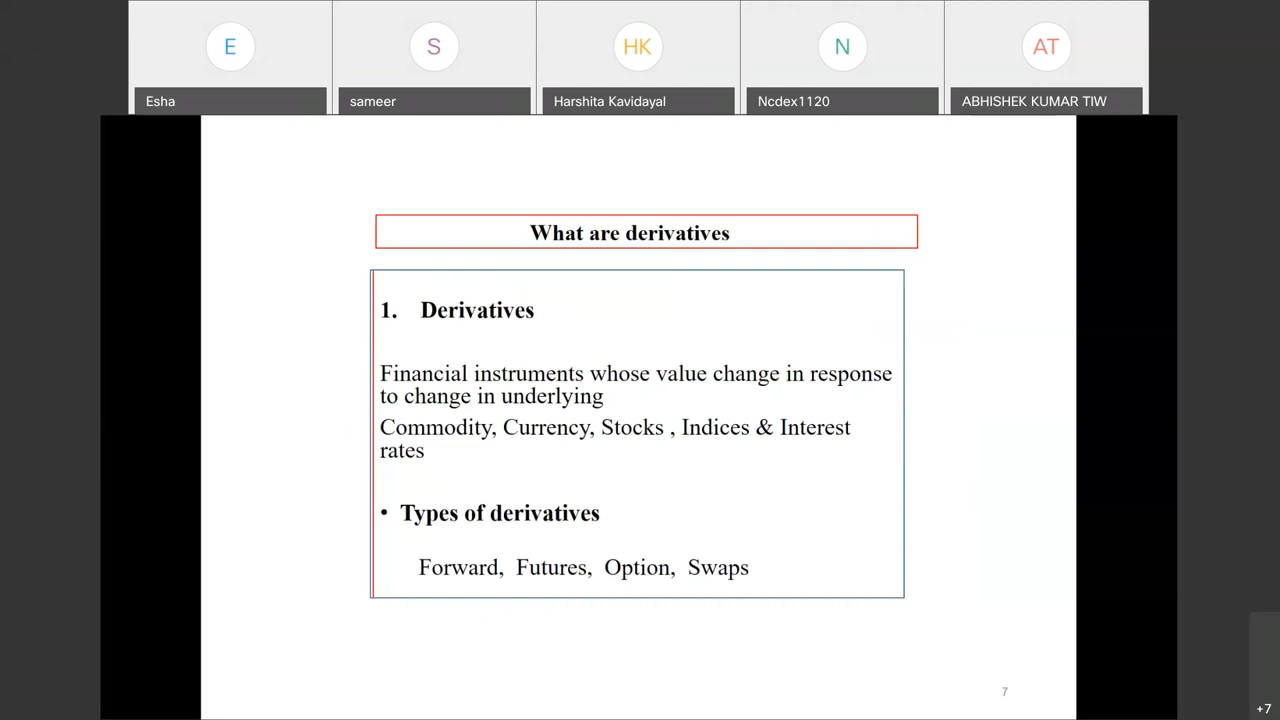 E
S
HK
N
AT
Esha
sameer
Harshita Kavidayal
Ncdex1120
ABHISHEK KUMAR TIW
What are derivatives
1. Derivatives
Financial instruments whose value change in response
to change in underlying
Commodity, Currency, Stocks , Indices & Interest
rates
• Types of derivatives
Forward, Futures, Option, Swaps
7
+7